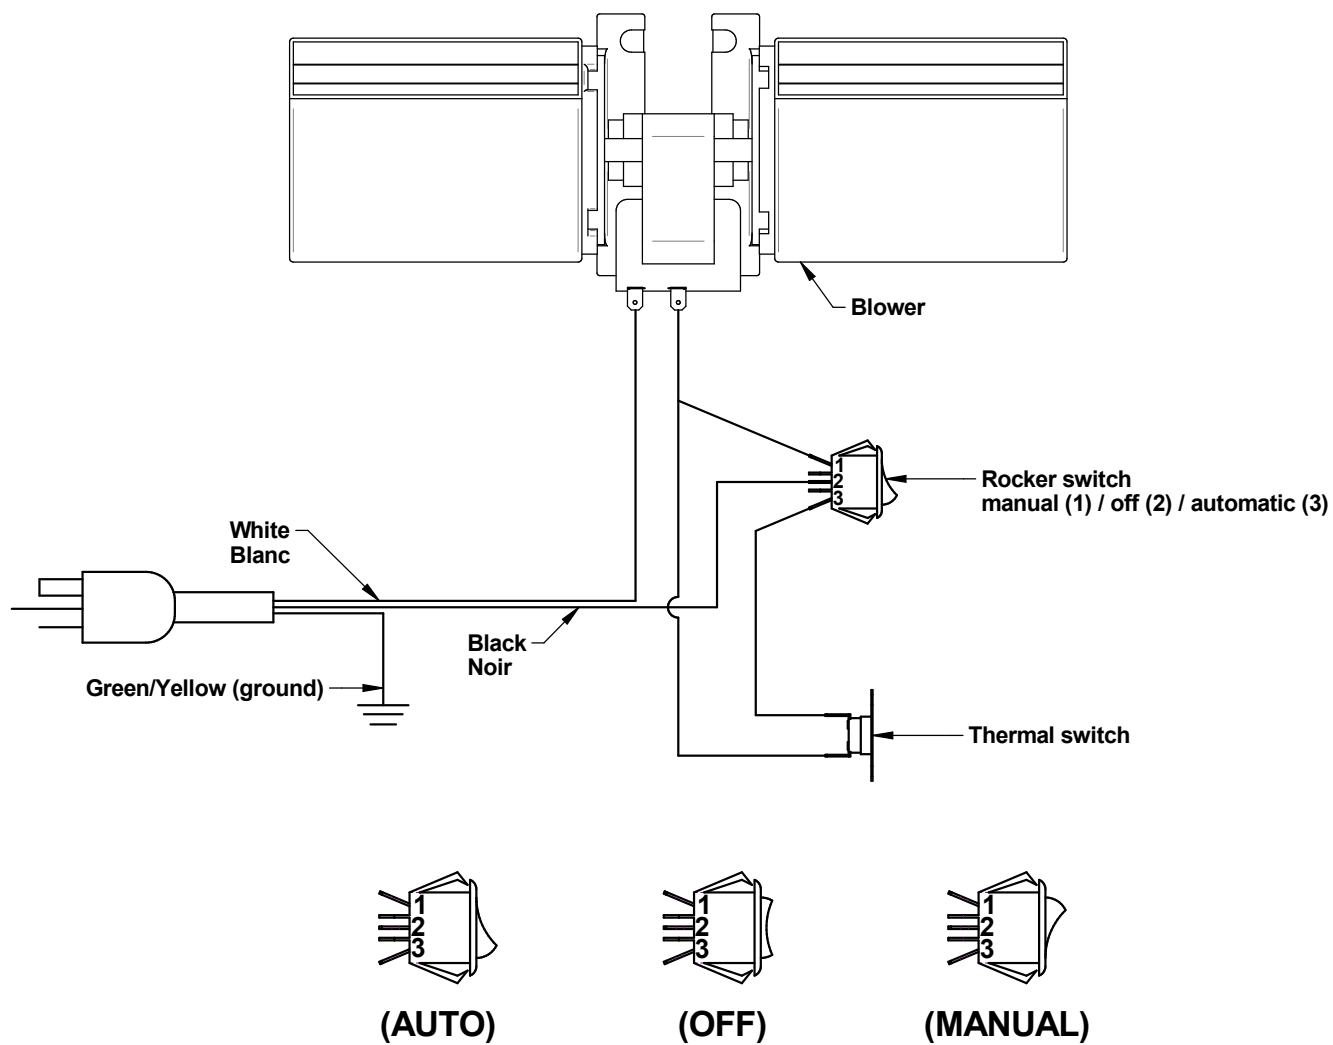 Blower
1
2
3
Rocker switch
manual (1) / off (2) / automatic (3)
White
Blanc
Black
Noir
Green/Yellow (ground)
Thermal switch
1
2
3
1
2
3
1
2
3
(AUTO)
(OFF)
(MANUAL)